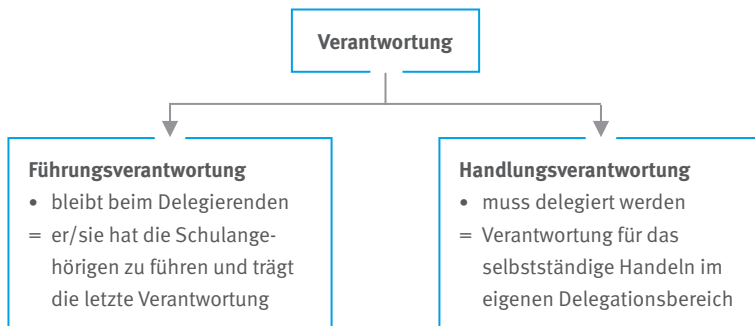 Verantwortung
Führungsverantwortung
• bleibt beim Delegierenden
= er/sie hat die Schulange-
hörigen zu führen und trägt
die letzte Verantwortung
Handlungsverantwortung
• muss delegiert werden
= Verantwortung für das
selbstständige Handeln im
eigenen Delegationsbereich